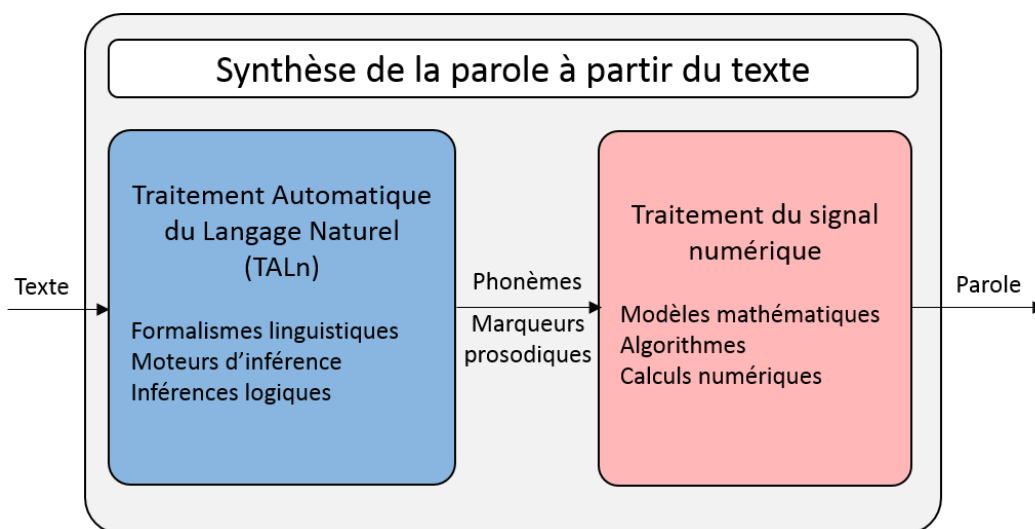 Synthèse de la parole à partir du texte
Texte
Traitement Automatique
du Langage Naturel
(TALn)
Formalismes linguistiques
Moteurs d’inférence
Inférences logiques
Phonèmes
Marqueurs
prosodiques
Traitement du signal
numérique
Modèles mathématiques
Algorithmes
Calculs numériques
Parole